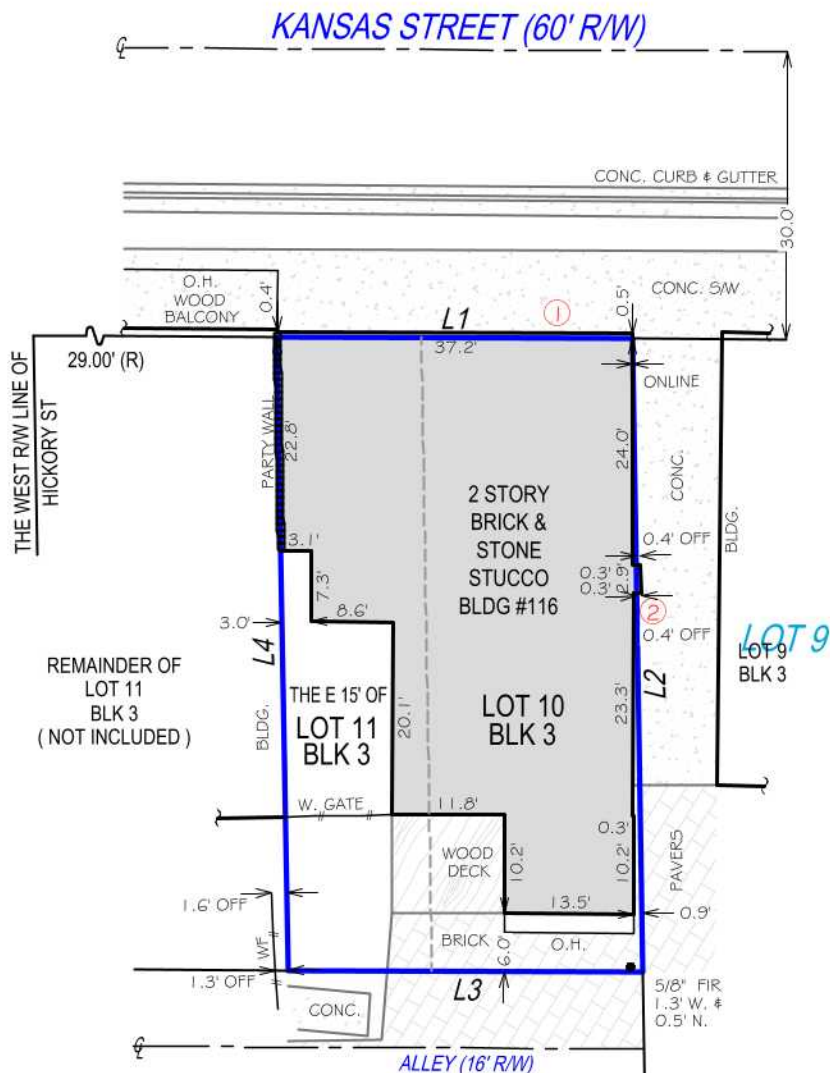 KANSAS STREET (60' R/W)
℄
CONC. CURB & GUTTER
30.0'
O.H.
WOOD
BALCONY
0.4'
L1
①
0.5'
CONC. S/W
29.00' (R)
37.2'
ONLINE
THE WEST R/W LINE OF
HICKORY ST
PARTY WALL
22.8'
24.0'
CONC.
BLDG.
2 STORY
BRICK &
STONE
STUCCO
BLDG #116
3.1'
7.3'
8.6'
3.0'
0.4' OFF
0.3'
0.3'
2.9'
②
0.4' OFF
LOT 9
LOT 9
BLK 3
L4
L2
REMAINDER OF
LOT 11
BLK 3
( NOT INCLUDED )
BLDG.
THE E 15' OF
LOT 11
BLK 3
20.1'
LOT 10
BLK 3
23.3'
W. GATE
11.8'
0.3'
WOOD
DECK
10.2'
10.2'
PAVERS
1.6' OFF
13.5'
0.9'
WF
BRICK
6.0'
O.H.
1.3' OFF
L3
CONC.
5/8" FIR
1.3' W. &
0.5' N.
℄
ALLEY (16' R/W)